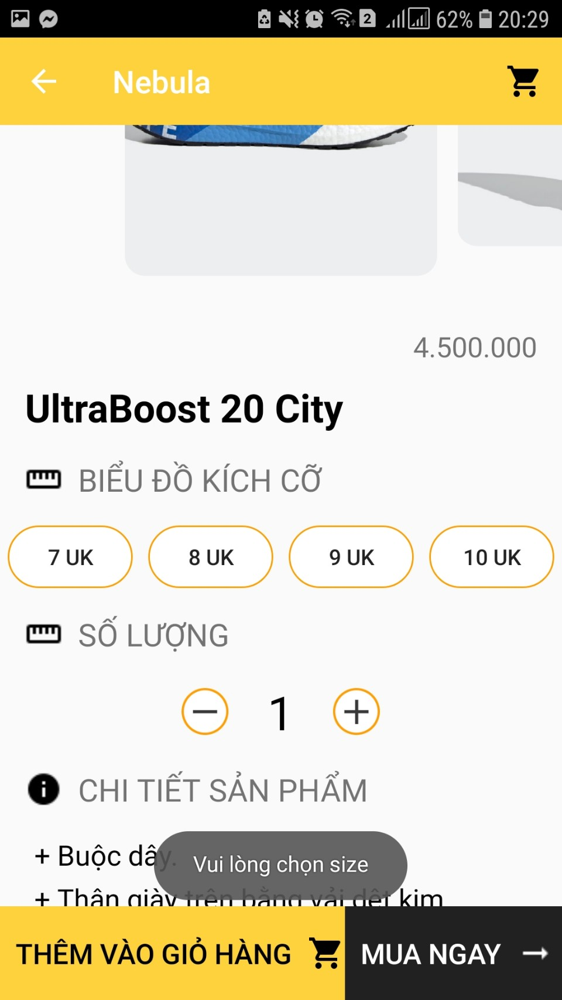 2 62% 20:29
Nebula
4.500.000
UltraBoost 20 City
BIỂU ĐỒ KÍCH CỠ
7 UK 8 UK 9 UK 10 UK
SỐ LƯỢNG
1
CHI TIẾT SẢN PHẨM
+ Buộc dây.
Vui lòng chọn size
+ Thân giày trên bằng vải dệt kim
THÊM VÀO GIỎ HÀNG MUA NGAY